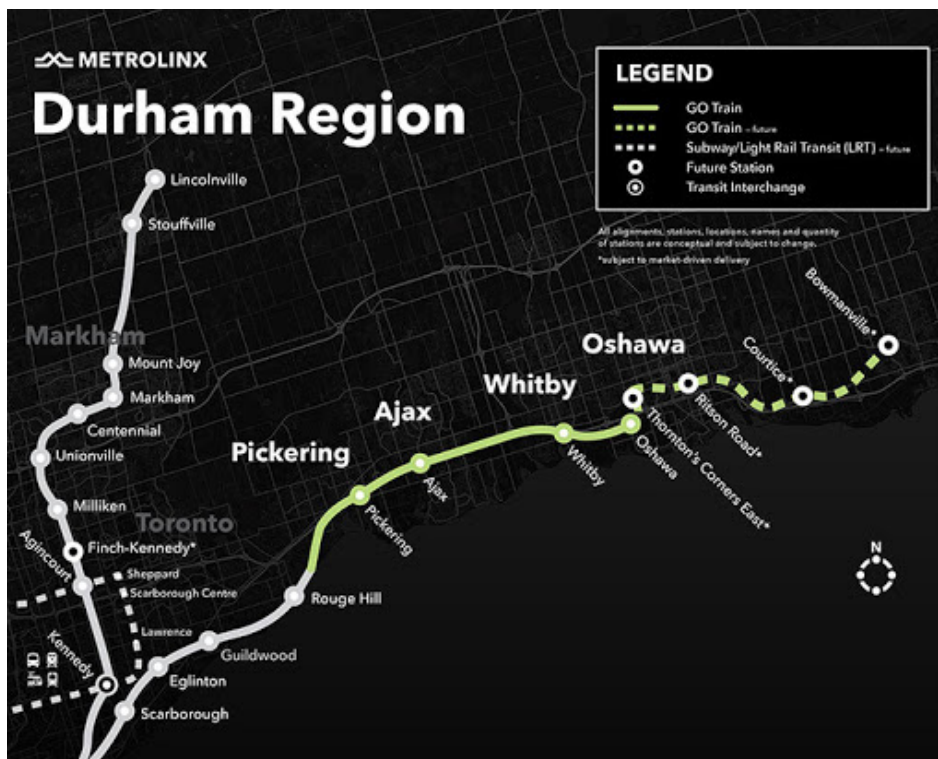 METROLINX
Durham Region
LEGEND
GO Train
GO Train – future
Subway/Light Rail Transit (LRT) – future
Future Station
Transit Interchange
All alignments, stations, locations, names and quantity
of stations are conceptual and subject to change.
*subject to market-driven delivery
Lincolnville
Stouffville
Markham
Mount Joy
Markham
Centennial
Unionville
Milliken
Toronto
Finch-Kennedy*
Agincourt
Sheppard
Scarborough Centre
Lawrence
Kennedy
Eglinton
Scarborough
Guildwood
Rouge Hill
Pickering
Pickering
Ajax
Ajax
Whitby
Whitby
Oshawa
Oshawa
Thornton's Corners East*
Ritson Road*
Courtice*
Bowmanville*
N